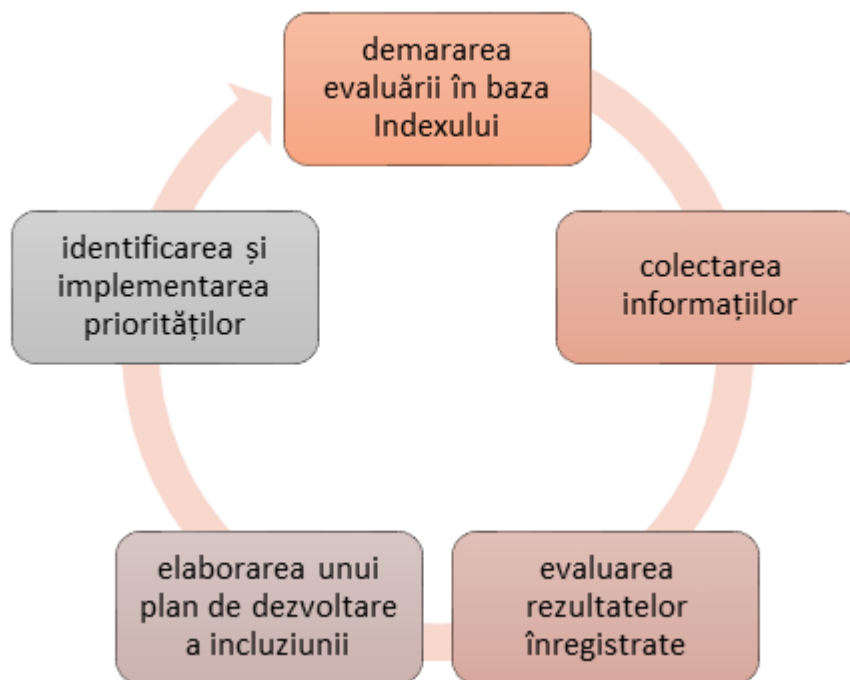 demararea
evaluării în baza
Indexului
colectarea
informațiilor
evaluarea
rezultatelor
înregistrate
elaborarea unui
plan de dezvoltare
a incluziunii
identificarea și
implementarea
priorităților